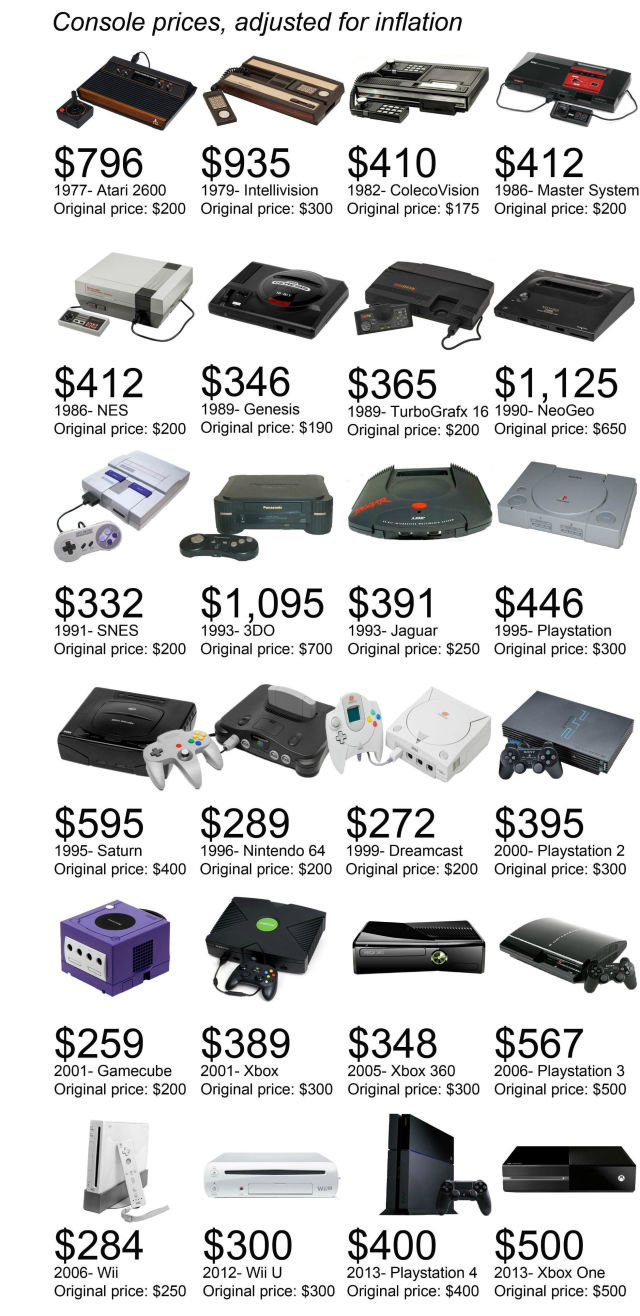 Console prices, adjusted for inflation
$796
1977- Atari 2600
Original price: $200
$935
1979- Intellivision
Original price: $300
$410
1982- ColecoVision
Original price: $175
$412
1986- Master System
Original price: $200
$412
1986- NES
Original price: $200
$346
1989- Genesis
Original price: $190
$365
1989- TurboGrafx 16
Original price: $200
$1,125
1990- NeoGeo
Original price: $650
Panasonic
$332
1991- SNES
Original price: $200
$1,095
1993- 3DO
Original price: $700
$391
1993- Jaguar
Original price: $250
$446
1995- Playstation
Original price: $300
$595
1995- Saturn
Original price: $400
$289
1996- Nintendo 64
Original price: $200
$272
1999- Dreamcast
Original price: $200
$395
2000- Playstation 2
Original price: $300
$259
2001- Gamecube
Original price: $200
$389
2001- Xbox
Original price: $300
$348
2005- Xbox 360
Original price: $300
$567
2006- Playstation 3
Original price: $500
Wii U
$284
2006- Wii
Original price: $250
$300
2012- Wii U
Original price: $300
$400
2013- Playstation 4
Original price: $400
$500
2013- Xbox One
Original price: $500